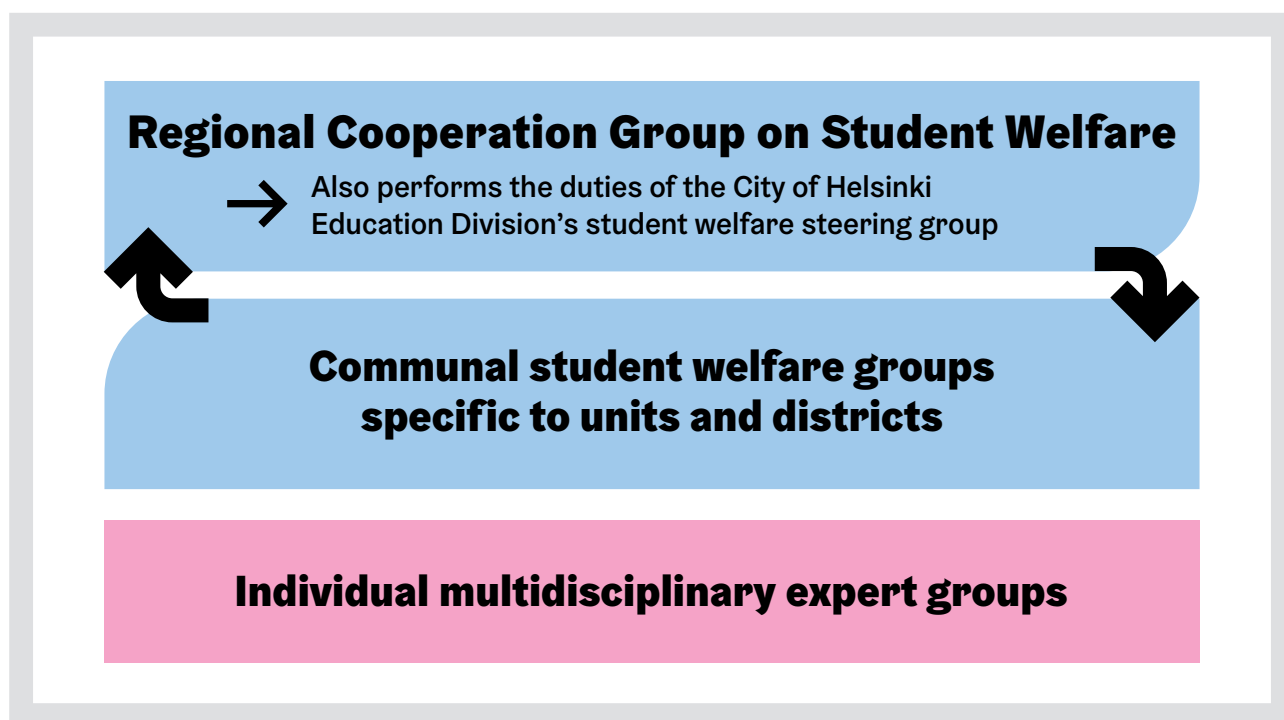 Regional Cooperation Group on Student Welfare
Also performs the duties of the City of Helsinki
Education Division’s student welfare steering group
Communal student welfare groups
specific to units and districts
Individual multidisciplinary expert groups